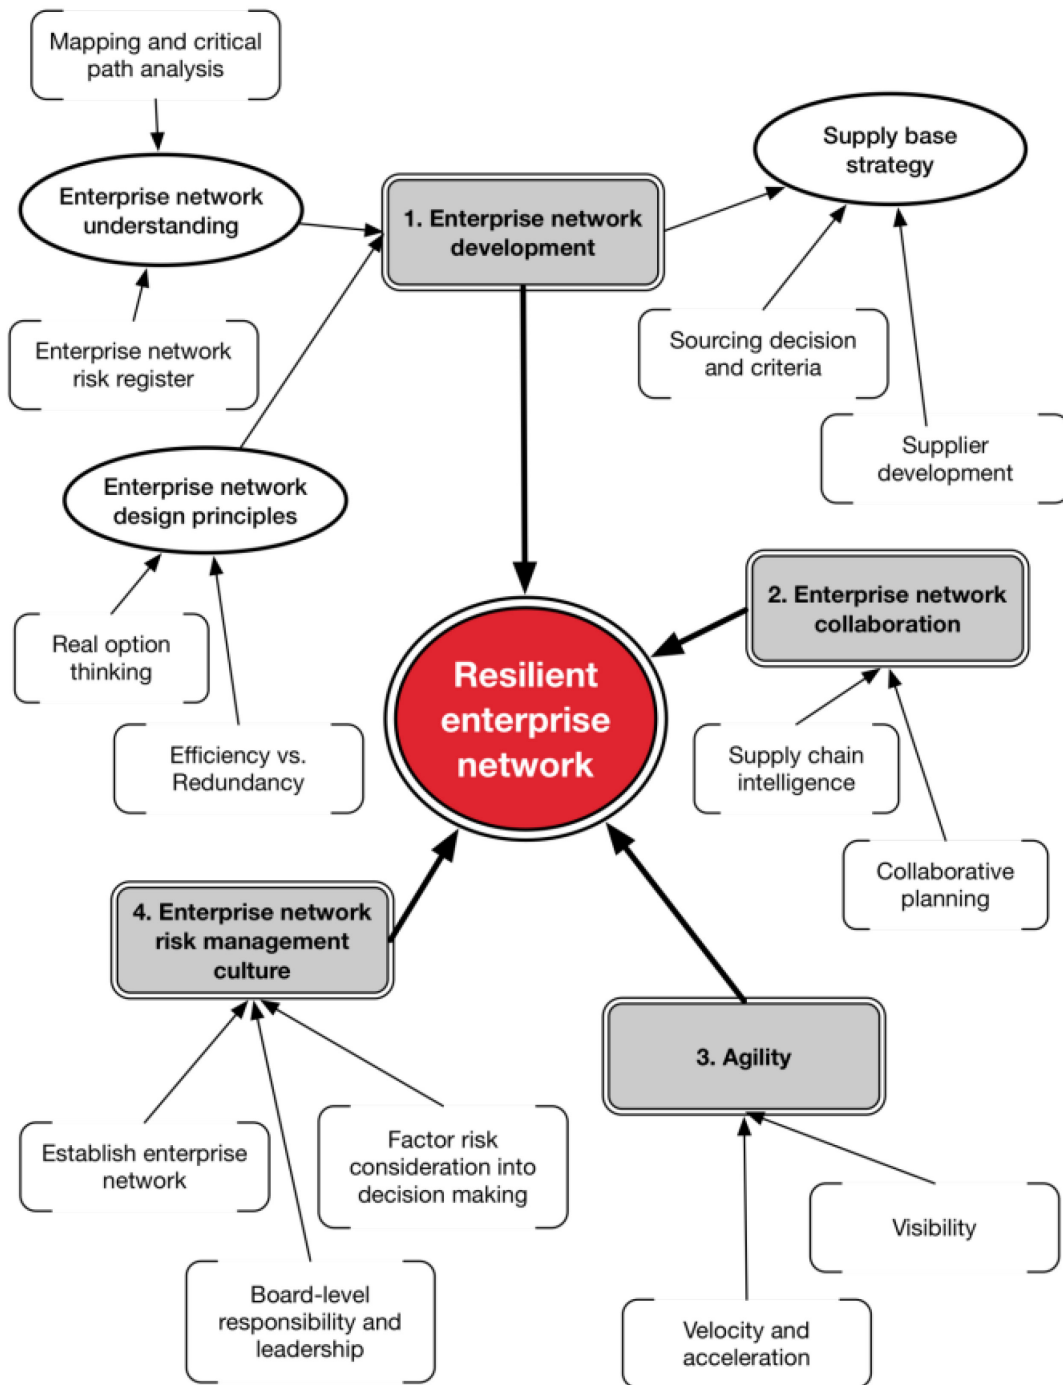 Mapping and critical
path analysis
Enterprise network
understanding
Enterprise network
risk register
Enterprise network
design principles
Real option
thinking
Efficiency vs.
Redundancy
1. Enterprise network
development
Supply base
strategy
Sourcing decision
and criteria
Supplier
development
2. Enterprise network
collaboration
Supply chain
intelligence
Collaborative
planning
Resilient
enterprise
network
4. Enterprise network
risk management
culture
Establish enterprise
network
Factor risk
consideration into
decision making
Board-level
responsibility and
leadership
3. Agility
Visibility
Velocity and
acceleration